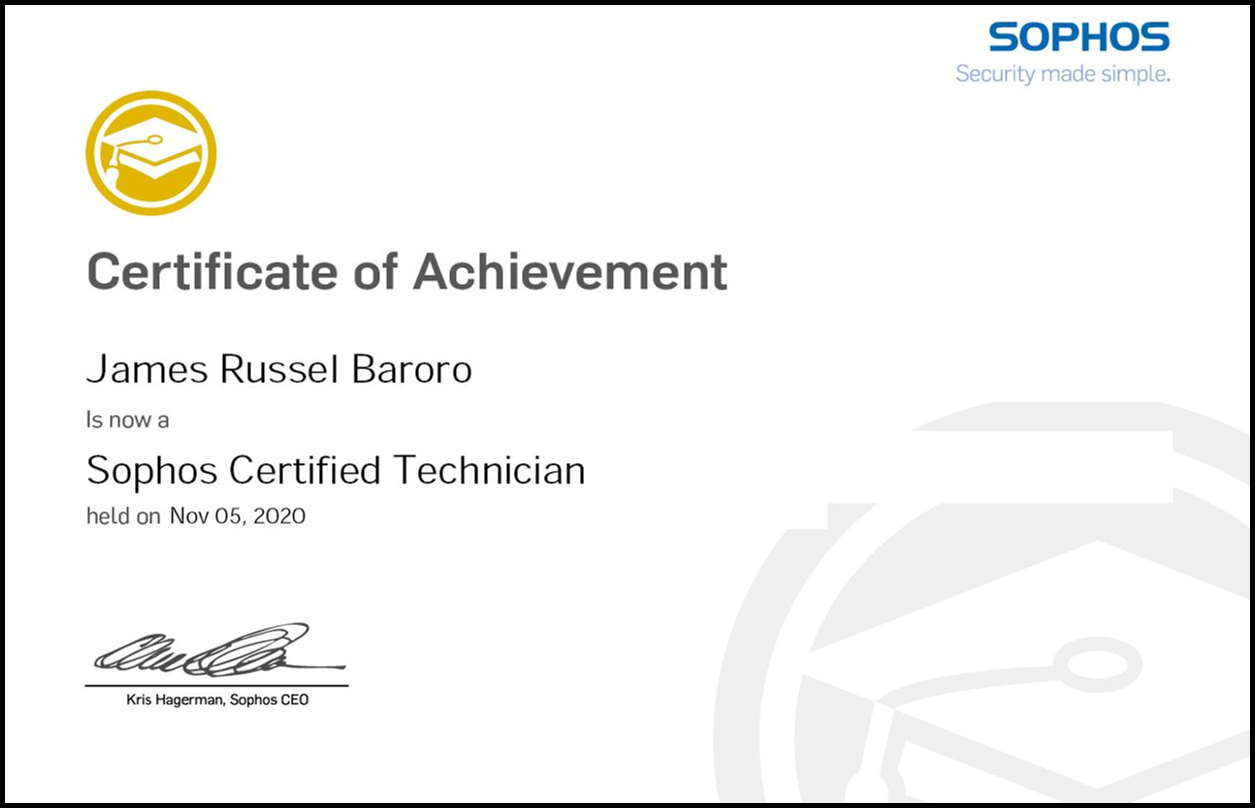 SOPHOS
Security made simple.
Certificate of Achievement
James Russel Baroro
Is now a
Sophos Certified Technician
held on Nov 05, 2020
Kris Hagerman, Sophos CEO